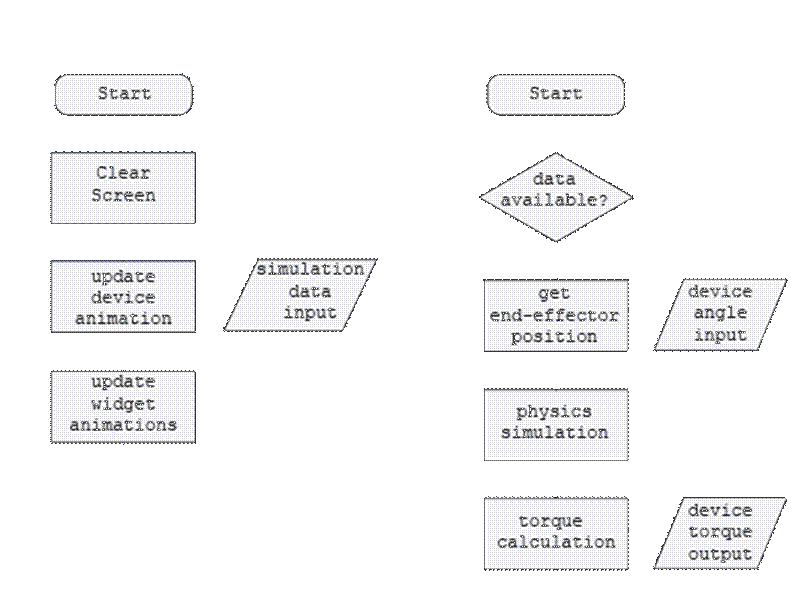 Start
Clear
Screen
update
device
animation
simulation
data
input
update
widget
animations
Start
data
available?
get
end-effector
position
device
angle
input
physics
simulation
torque
calculation
device
torque
output